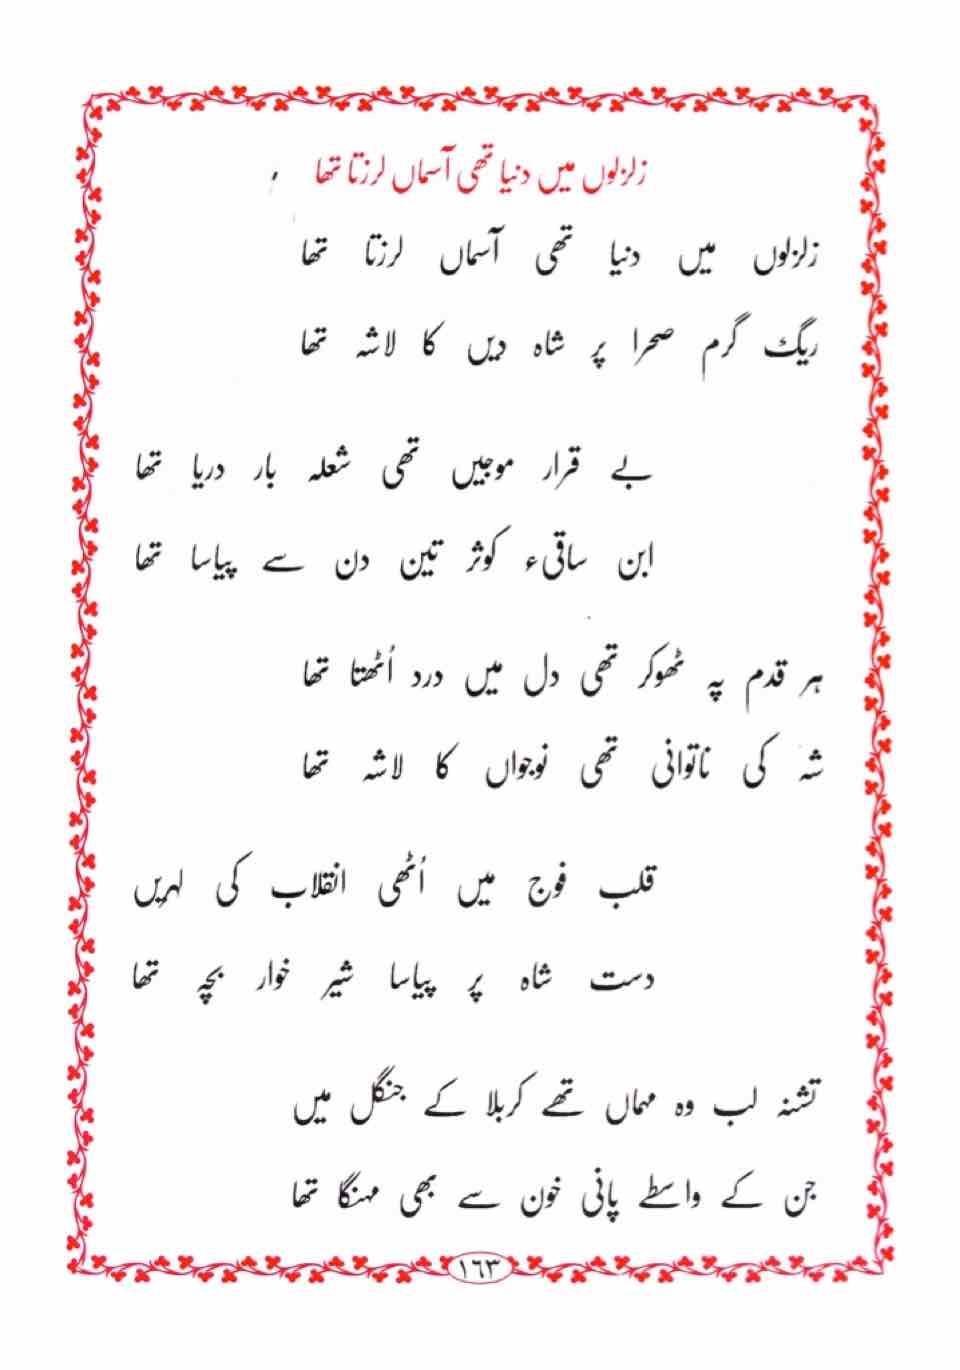 زلزلوں میں دنیا تھی آسماں لرزتا تھا
زلزلوں میں دنیا تھی آسماں لرزتا تھا
ریگ گرم صحرا پر شاہ دیں کا لاشہ تھا
بے قرار موجیں تھی شعلہ بار دریا تھا
ابن ساقیء کوثر تین دن سے پیاسا تھا
ہر قدم پہ ٹھوکر تھی دل میں درد اُٹھتا تھا
شہ کی ناتوانی تھی نوجواں کا لاشہ تھا
قلب فوج میں اُٹھی انقلاب کی لہریں
دست شاہ پر پیاسا شیر خوار بچہ تھا
تشنہ لب وہ مہماں تھے کربلا کے جنگل میں
جن کے واسطے پانی خون سے بھی مہنگا تھا
١٦٣